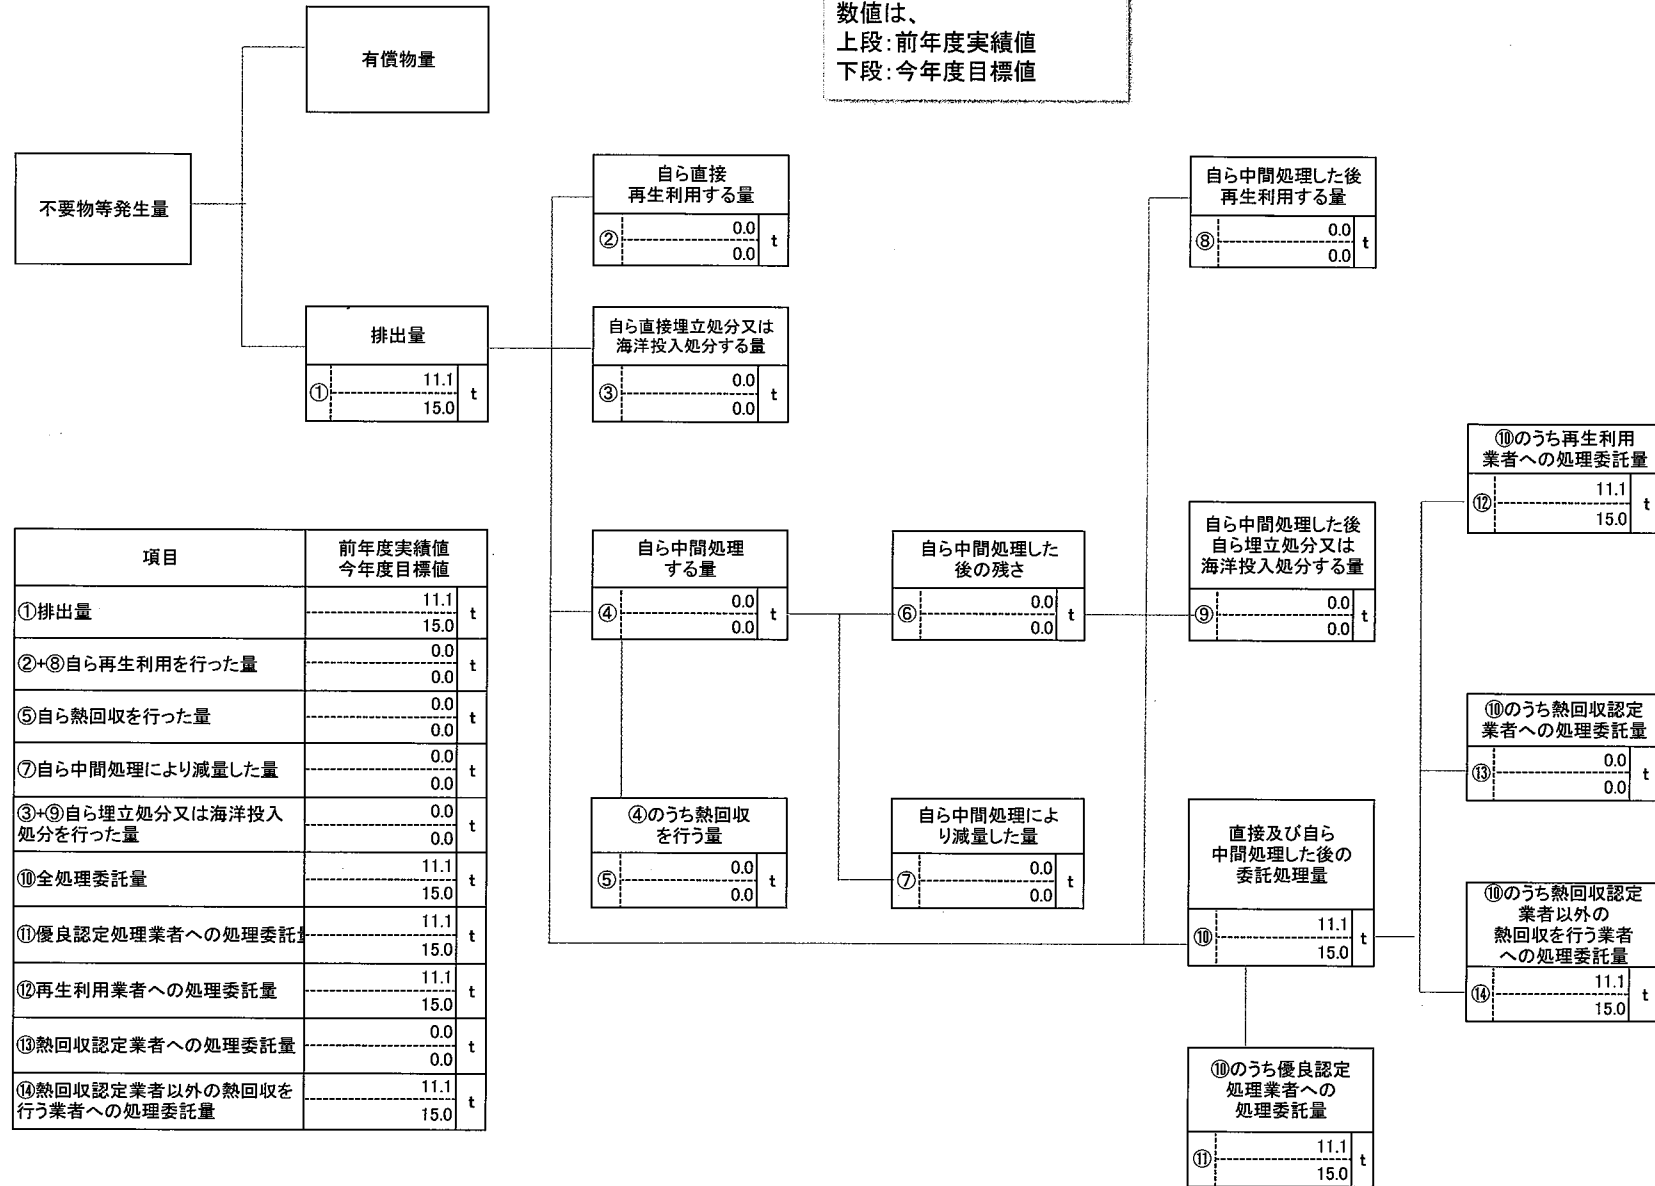 数値は、
上段:前年度実績値
下段:今年度目標値
有償物量
不要物等発生量
排出量
① 11.1 t
15.0
自ら直接
再生利用する量
② 0.0 t
0.0
自ら直接埋立処分又は
海洋投入処分する量
③ 0.0 t
0.0
自ら中間処理
する量
④ 0.0 t
0.0
④のうち熱回収
を行う量
⑤ 0.0 t
0.0
自ら中間処理した
後の残さ
⑥ 0.0 t
0.0
自ら中間処理によ
り減量した量
⑦ 0.0 t
0.0
自ら中間処理した後
再生利用する量
⑧ 0.0 t
0.0
自ら中間処理した後
自ら埋立処分又は
海洋投入処分する量
⑨ 0.0 t
0.0
直接及び自ら
中間処理した後の
委託処理量
⑩ 11.1 t
15.0
⑩のうち優良認定
処理業者への
処理委託量
⑪ 11.1 t
15.0
⑩のうち再生利用
業者への処理委託量
⑫ 11.1 t
15.0
⑩のうち熱回収認定
業者への処理委託量
⑬ 0.0 t
0.0
⑩のうち熱回収認定
業者以外の
熱回収を行う業者
への処理委託量
⑭ 11.1 t
15.0
項目 前年度実績値
今年度目標値
①排出量 11.1 t
15.0
②+⑧自ら再生利用を行った量 0.0 t
0.0
⑤自ら熱回収を行った量 0.0 t
0.0
⑦自ら中間処理により減量した量 0.0 t
0.0
③+⑨自ら埋立処分又は海洋投入
処分を行った量 0.0 t
0.0
⑩全処理委託量 11.1 t
15.0
⑪優良認定処理業者への処理委託 11.1 t
15.0
⑫再生利用業者への処理委託量 11.1 t
15.0
⑬熱回収認定業者への処理委託量 0.0 t
0.0
⑭熱回収認定業者以外の熱回収を
行う業者への処理委託量 11.1 t
15.0